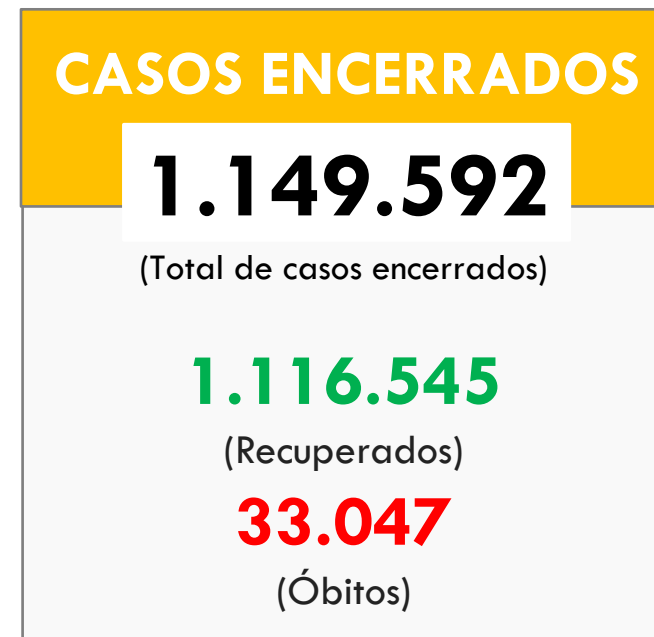 CASOS ENCERRADOS
1.149.592
(Total de casos encerrados)
1.116.545
(Recuperados)
33.047
(Óbitos)